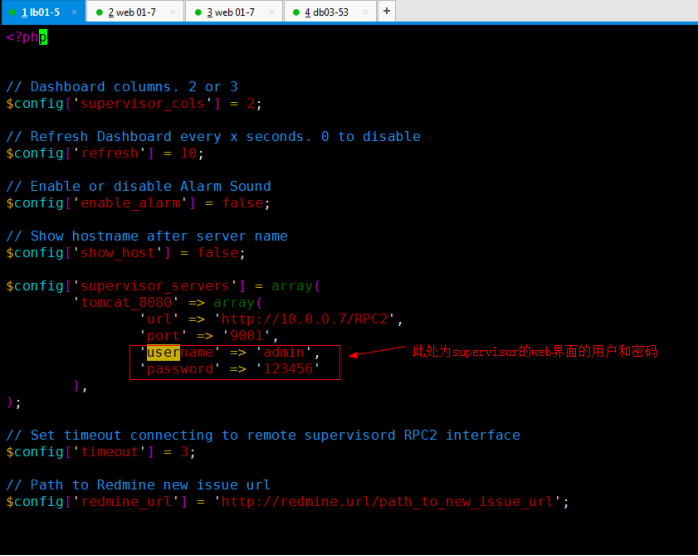 1 lb01-5 × 2 web 01-7 × 3 web 01-7 × 4 db03-53 × +
<?php
// Dashboard columns. 2 or 3
$config['supervisor_cols'] = 2;
// Refresh Dashboard every x seconds. 0 to disable
$config['refresh'] = 10;
// Enable or disable Alarm Sound
$config['enable_alarm'] = false;
// Show hostname after server name
$config['show_host'] = false;
$config['supervisor_servers'] = array(
'tomcat_8080' => array(
'url' => 'http://10.0.0.7/RPC2',
'port' => '9001',
'username' => 'admin', 此处为supervisor的web界面的用户和密码
'password' => '123456'
),
);
// Set timeout connecting to remote supervisord RPC2 interface
$config['timeout'] = 3;
// Path to Redmine new issue url
$config['redmine_url'] = 'http://redmine.url/path_to_new_issue_url';